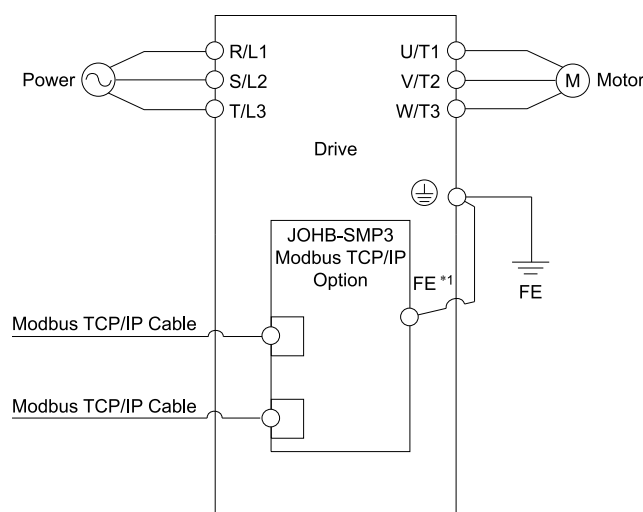 R/L1
U/T1
Power
S/L2
V/T2
M
Motor
T/L3
W/T3
Drive
JOHB-SMP3
Modbus TCP/IP
Option
FE *1
FE
Modbus TCP/IP Cable
Modbus TCP/IP Cable